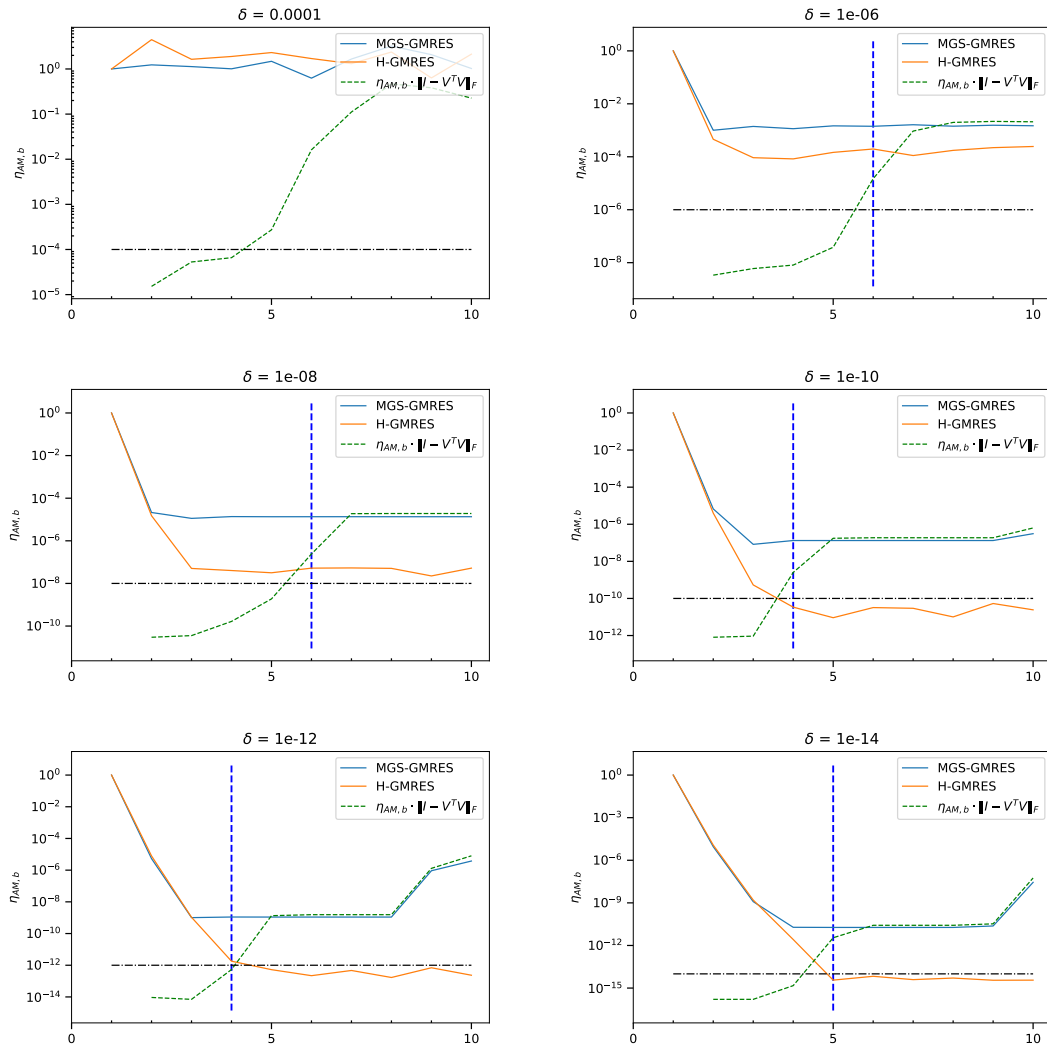 δ = 0.0001
η_{AM, b}
10^0
10^{-1}
10^{-2}
10^{-3}
10^{-4}
10^{-5}
0 5 10
MGS-GMRES
H-GMRES
η_{AM, b} · ‖I − V^T V‖_F
δ = 1e-06
η_{AM, b}
10^0
10^{-2}
10^{-4}
10^{-6}
10^{-8}
0 5 10
MGS-GMRES
H-GMRES
η_{AM, b} · ‖I − V^T V‖_F
δ = 1e-08
η_{AM, b}
10^0
10^{-2}
10^{-4}
10^{-6}
10^{-8}
10^{-10}
0 5 10
MGS-GMRES
H-GMRES
η_{AM, b} · ‖I − V^T V‖_F
δ = 1e-10
η_{AM, b}
10^0
10^{-2}
10^{-4}
10^{-6}
10^{-8}
10^{-10}
10^{-12}
0 5 10
MGS-GMRES
H-GMRES
η_{AM, b} · ‖I − V^T V‖_F
δ = 1e-12
η_{AM, b}
10^0
10^{-2}
10^{-4}
10^{-6}
10^{-8}
10^{-10}
10^{-12}
10^{-14}
0 5 10
MGS-GMRES
H-GMRES
η_{AM, b} · ‖I − V^T V‖_F
δ = 1e-14
η_{AM, b}
10^0
10^{-3}
10^{-6}
10^{-9}
10^{-12}
10^{-15}
0 5 10
MGS-GMRES
H-GMRES
η_{AM, b} · ‖I − V^T V‖_F